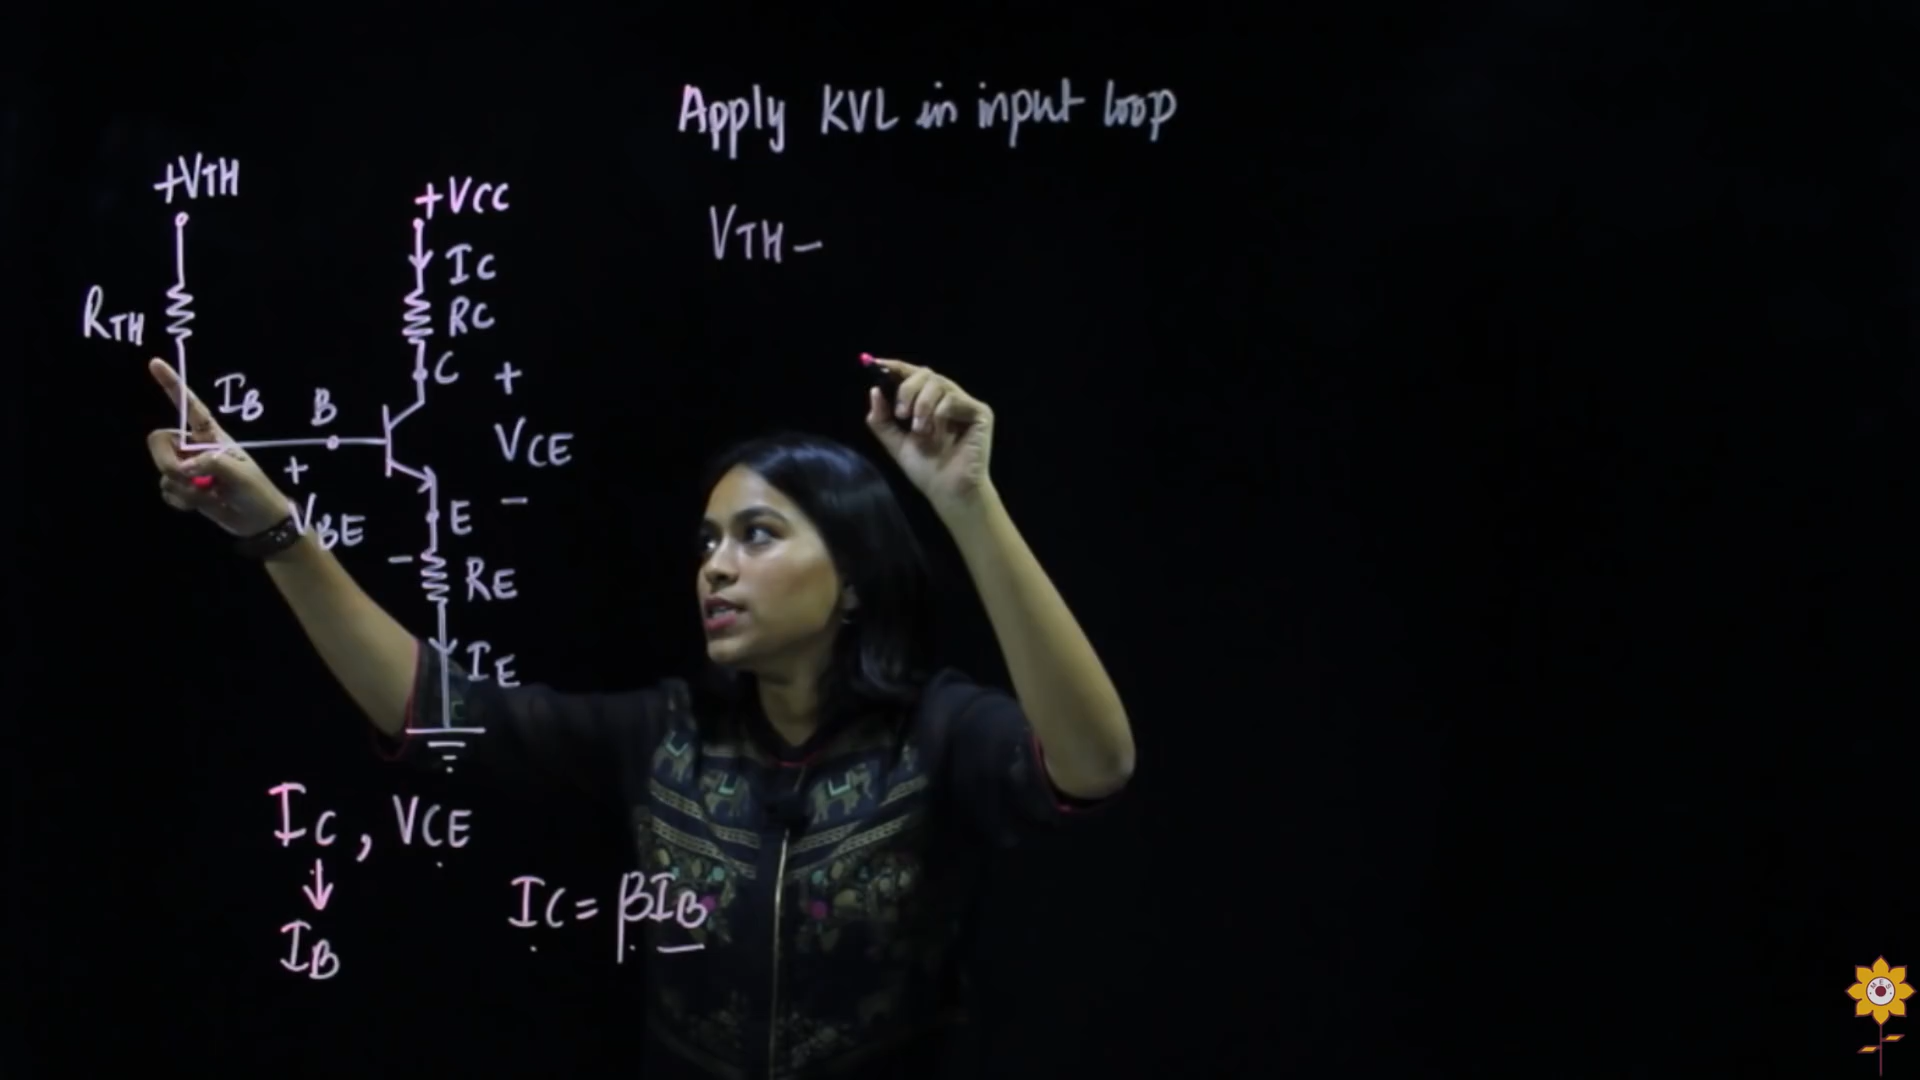 Apply KVL in input loop
VTH -
+VTH
+VCC
IC
RTH
RC
C
+
IB
B
VCE
+
-
VBE
E
-
RE
IE
IC, VCE
IB
IC = βIB
MES